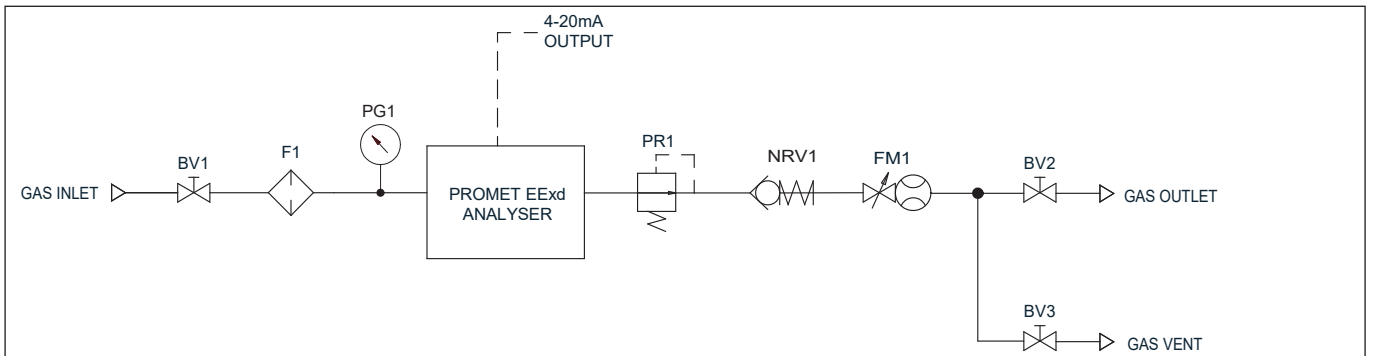 4-20mA
OUTPUT
PG1
BV1
F1
PR1
NRV1
FM1
BV2
GAS INLET
PROMET EExd
ANALYSER
GAS OUTLET
BV3
GAS VENT